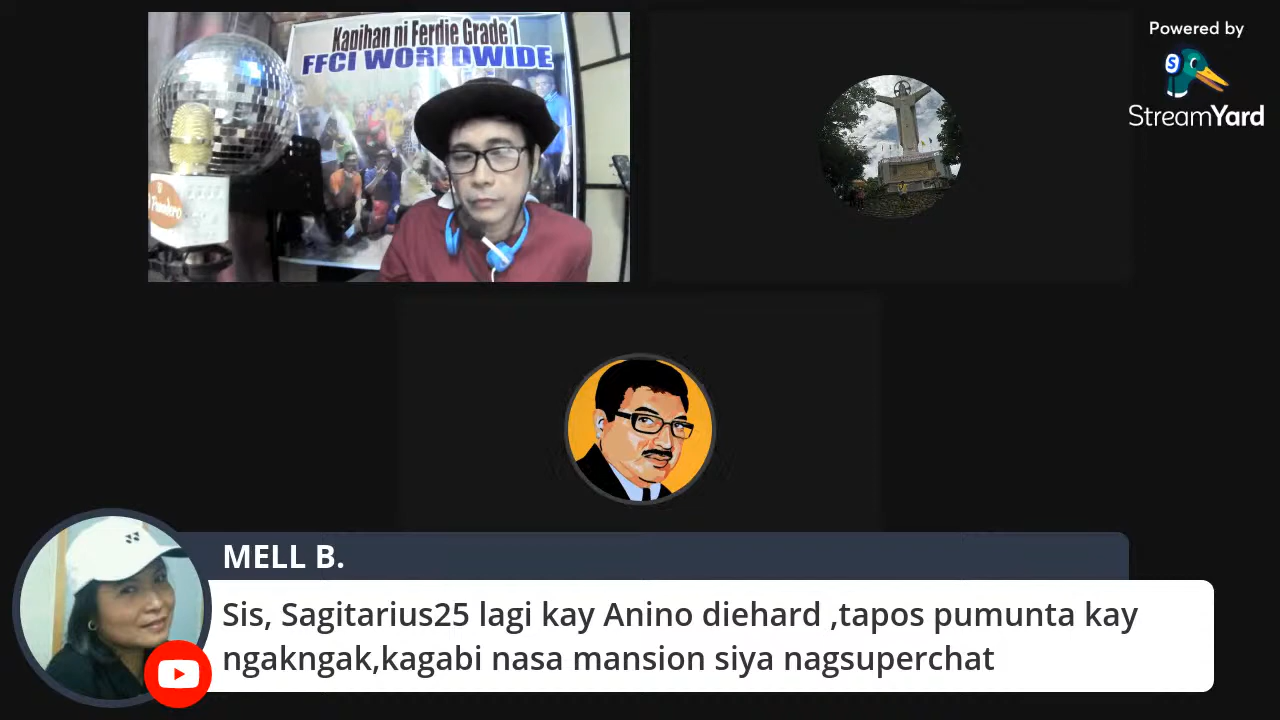 Kapihan ni Ferdie Grade 1
FFCI WORLDWIDE
Powered by
StreamYard
MELL B.
Sis, Sagitarius25 lagi kay Anino diehard ,tapos pumunta kay
ngakngak,kagabi nasa mansion siya nagsuperchat